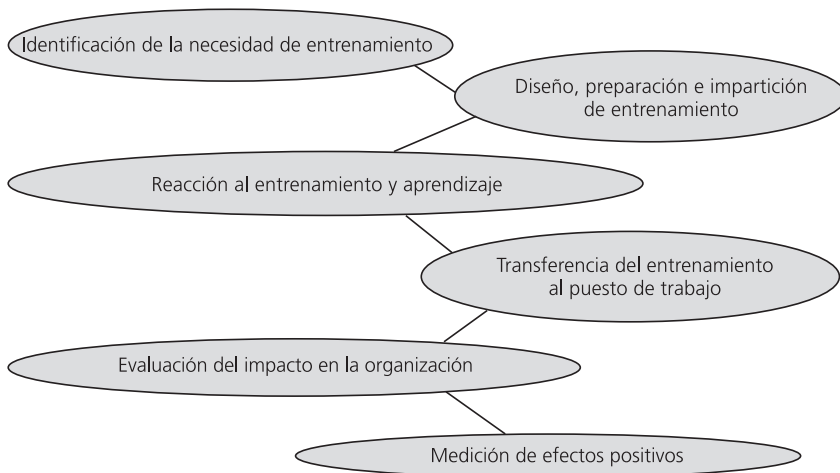 Identificación de la necesidad de entrenamiento
Diseño, preparación e impartición
de entrenamiento
Reacción al entrenamiento y aprendizaje
Transferencia del entrenamiento
al puesto de trabajo
Evaluación del impacto en la organización
Medición de efectos positivos